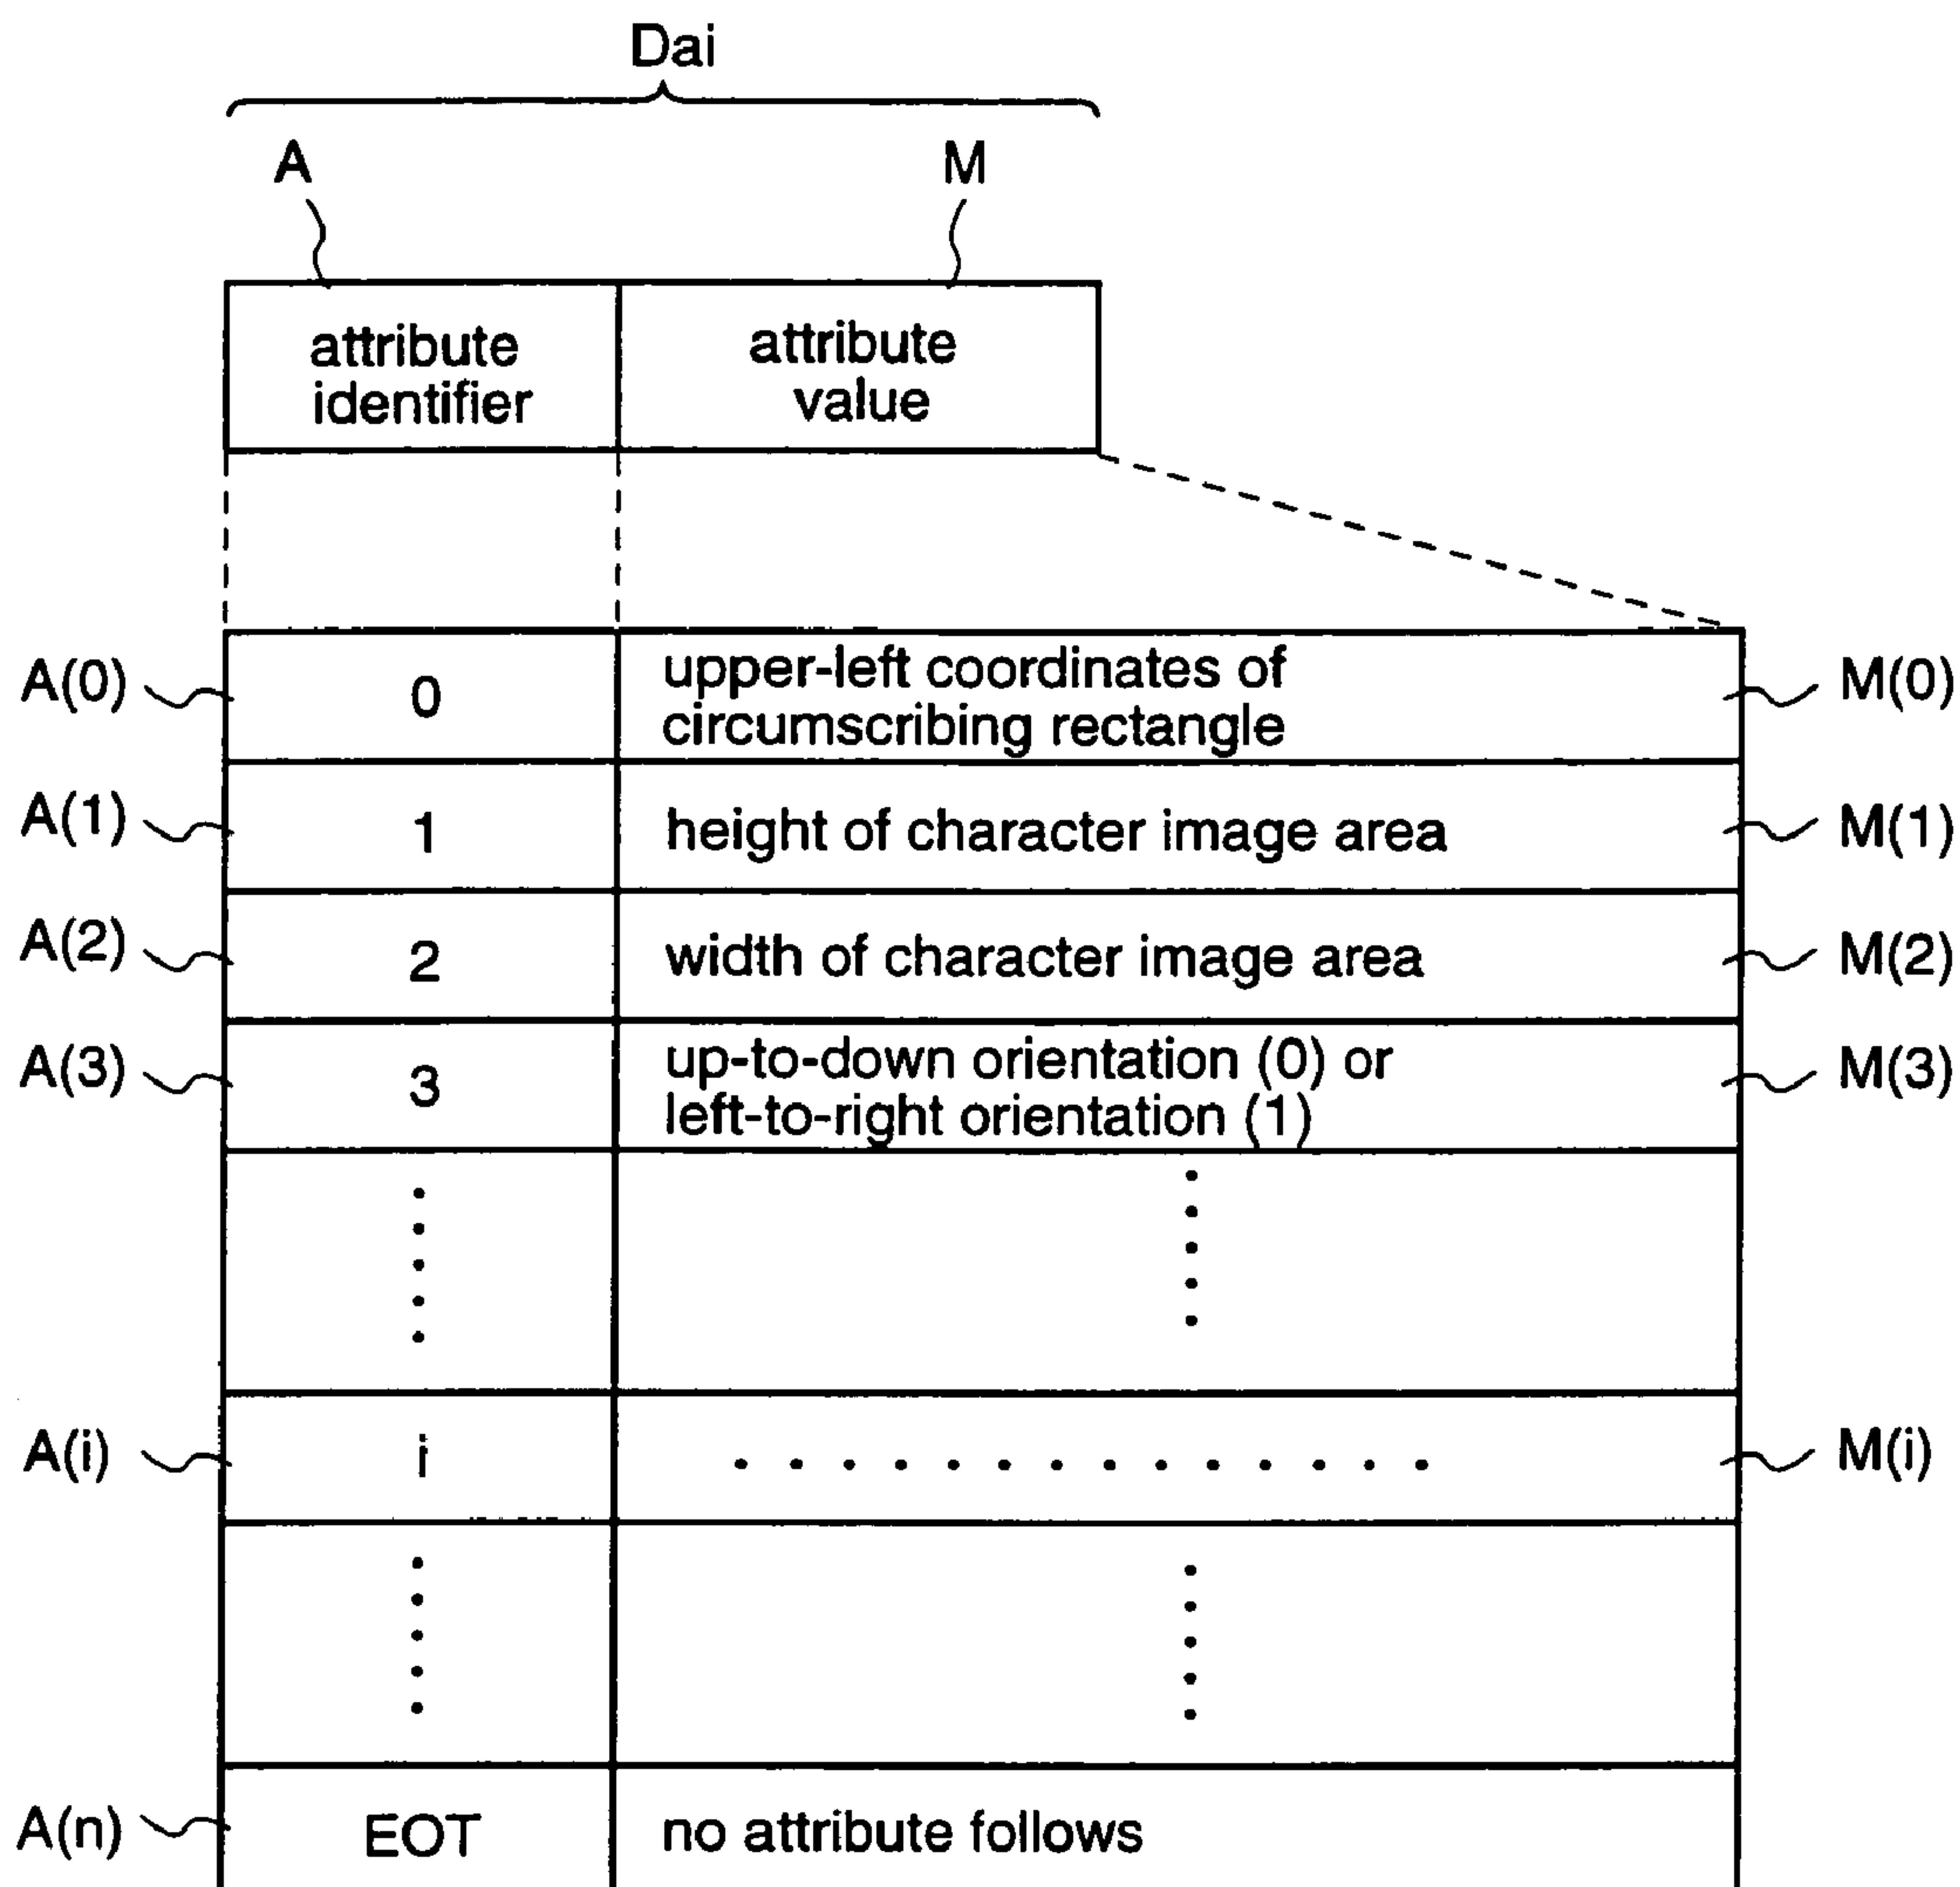 Dai
A M
attribute identifier
attribute value
A(0) 0 upper-left coordinates of
circumscribing rectangle M(0)
A(1) 1 height of character image area M(1)
A(2) 2 width of character image area M(2)
A(3) 3 up-to-down orientation (0) or
left-to-right orientation (1) M(3)
A(i) i M(i)
A(n) EOT no attribute follows